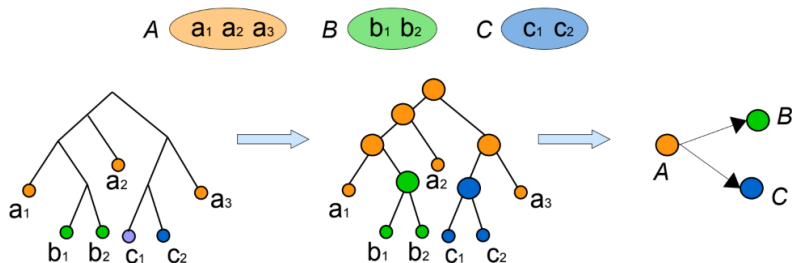 A a1 a2 a3 B b1 b2 C c1 c2
a1 a2 a3
b1 b2 c1 c2
a1 a2 a3
b1 b2 c1 c2
A B C